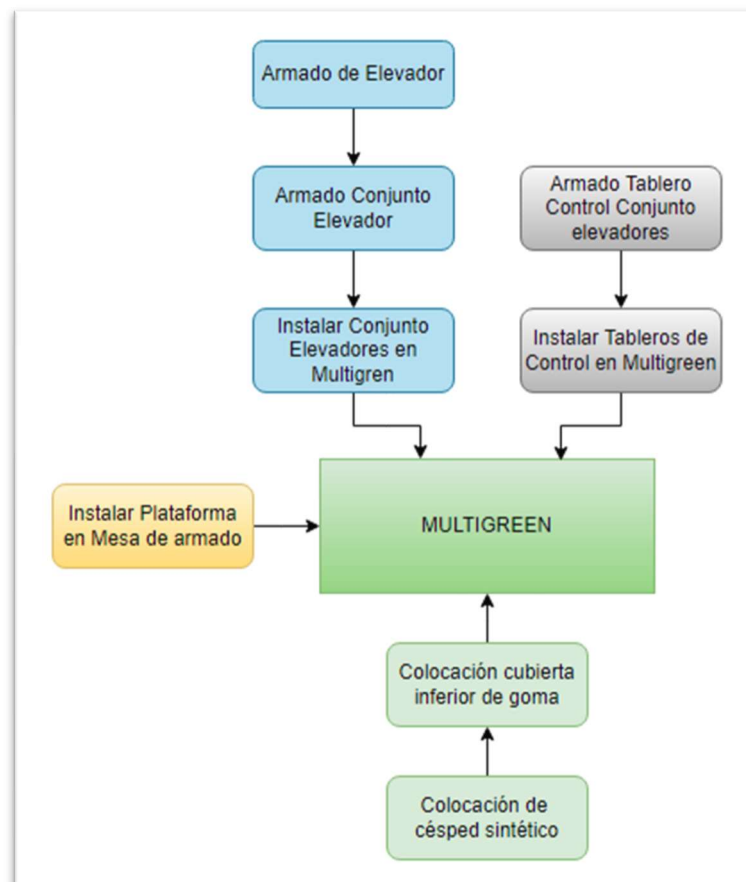 Armado de Elevador
Armado Conjunto
Elevador
Armado Tablero
Control Conjunto
elevadores
Instalar Conjunto
Elevadores en
Multigren
Instalar Tableros de
Control en Multigreen
Instalar Plataforma
en Mesa de armado
MULTIGREEN
Colocación cubierta
inferior de goma
Colocación de
césped sintético